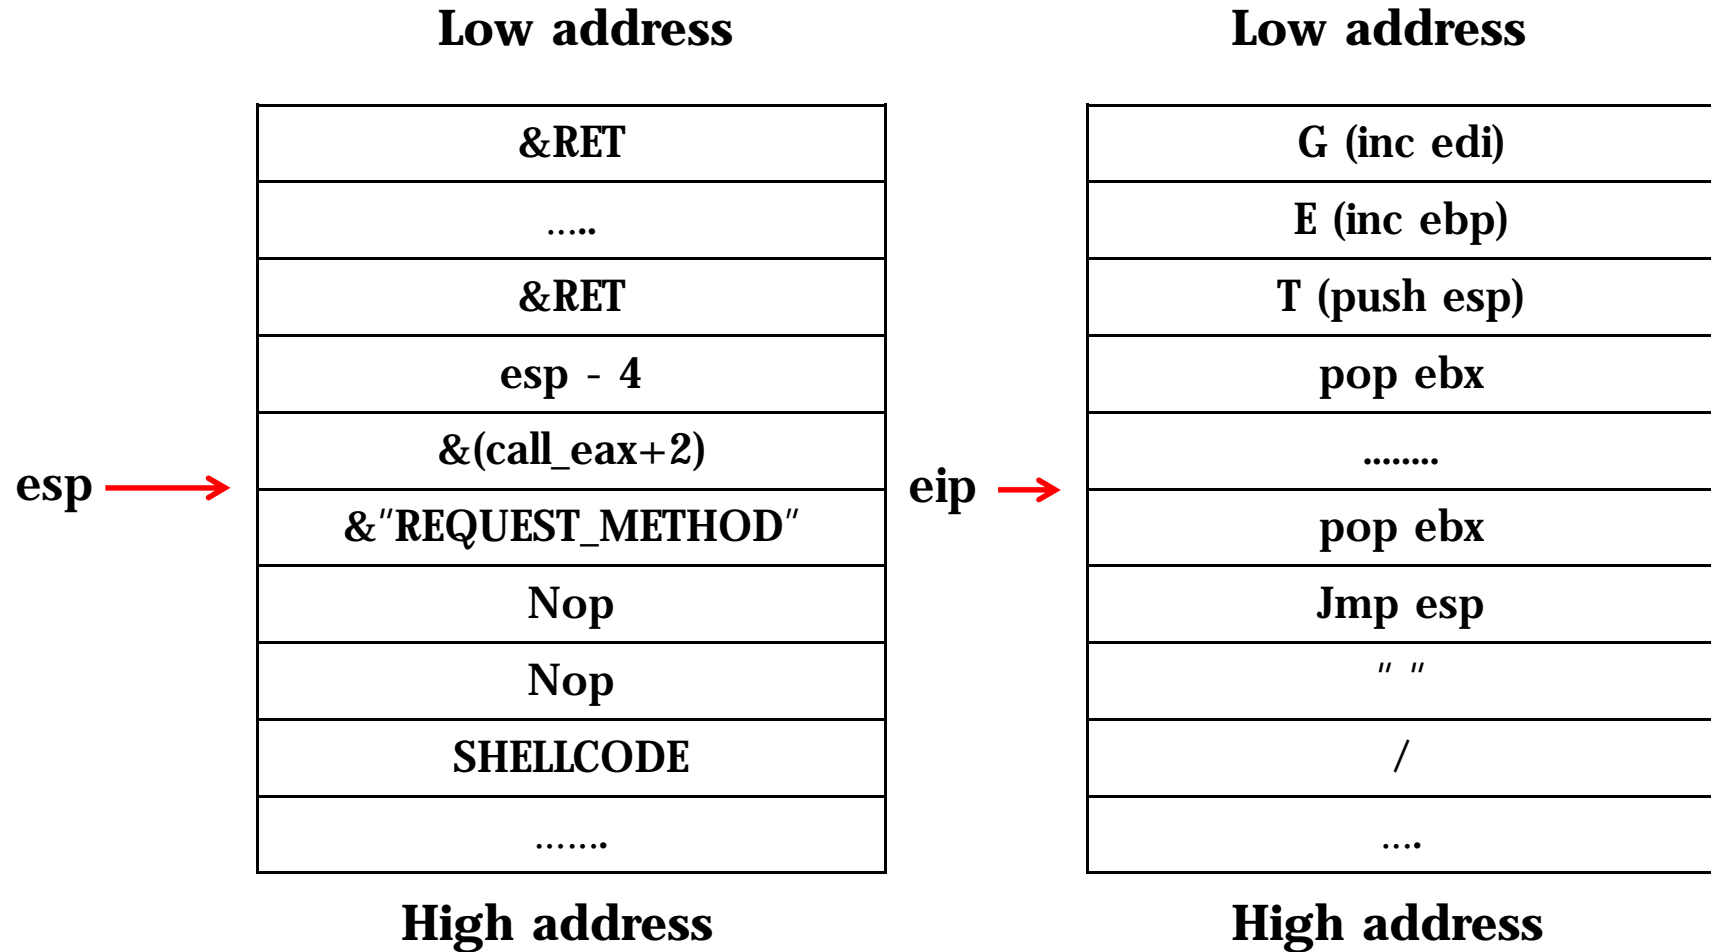 Low address
&RET
.....
&RET
esp - 4
&(call_eax+2)
esp
&"REQUEST_METHOD"
Nop
Nop
SHELLCODE
.......
High address
Low address
G (inc edi)
E (inc ebp)
T (push esp)
pop ebx
........
eip
pop ebx
Jmp esp
" "
/
....
High address